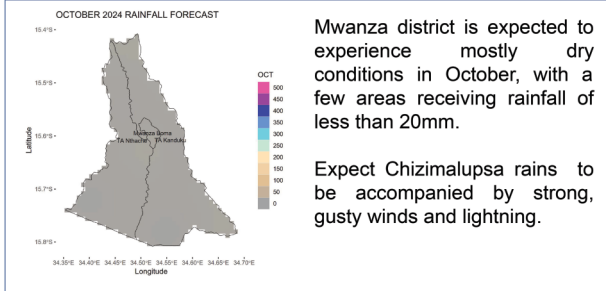 OCTOBER 2024 RAINFALL FORECAST
15.4°S
15.5°S
15.6°S
15.7°S
15.8°S
Latitude
Mwanza Boma
TA Nthache TA Kanduku
34.35°E 34.40°E 34.45°E 34.50°E 34.55°E 34.60°E 34.65°E 34.70°E
Longitude
OCT
500
450
400
350
300
250
200
150
100
50
0
Mwanza district is expected to
experience mostly dry
conditions in October, with a
few areas receiving rainfall of
less than 20mm.
Expect Chizimalupsa rains to
be accompanied by strong,
gusty winds and lightning.